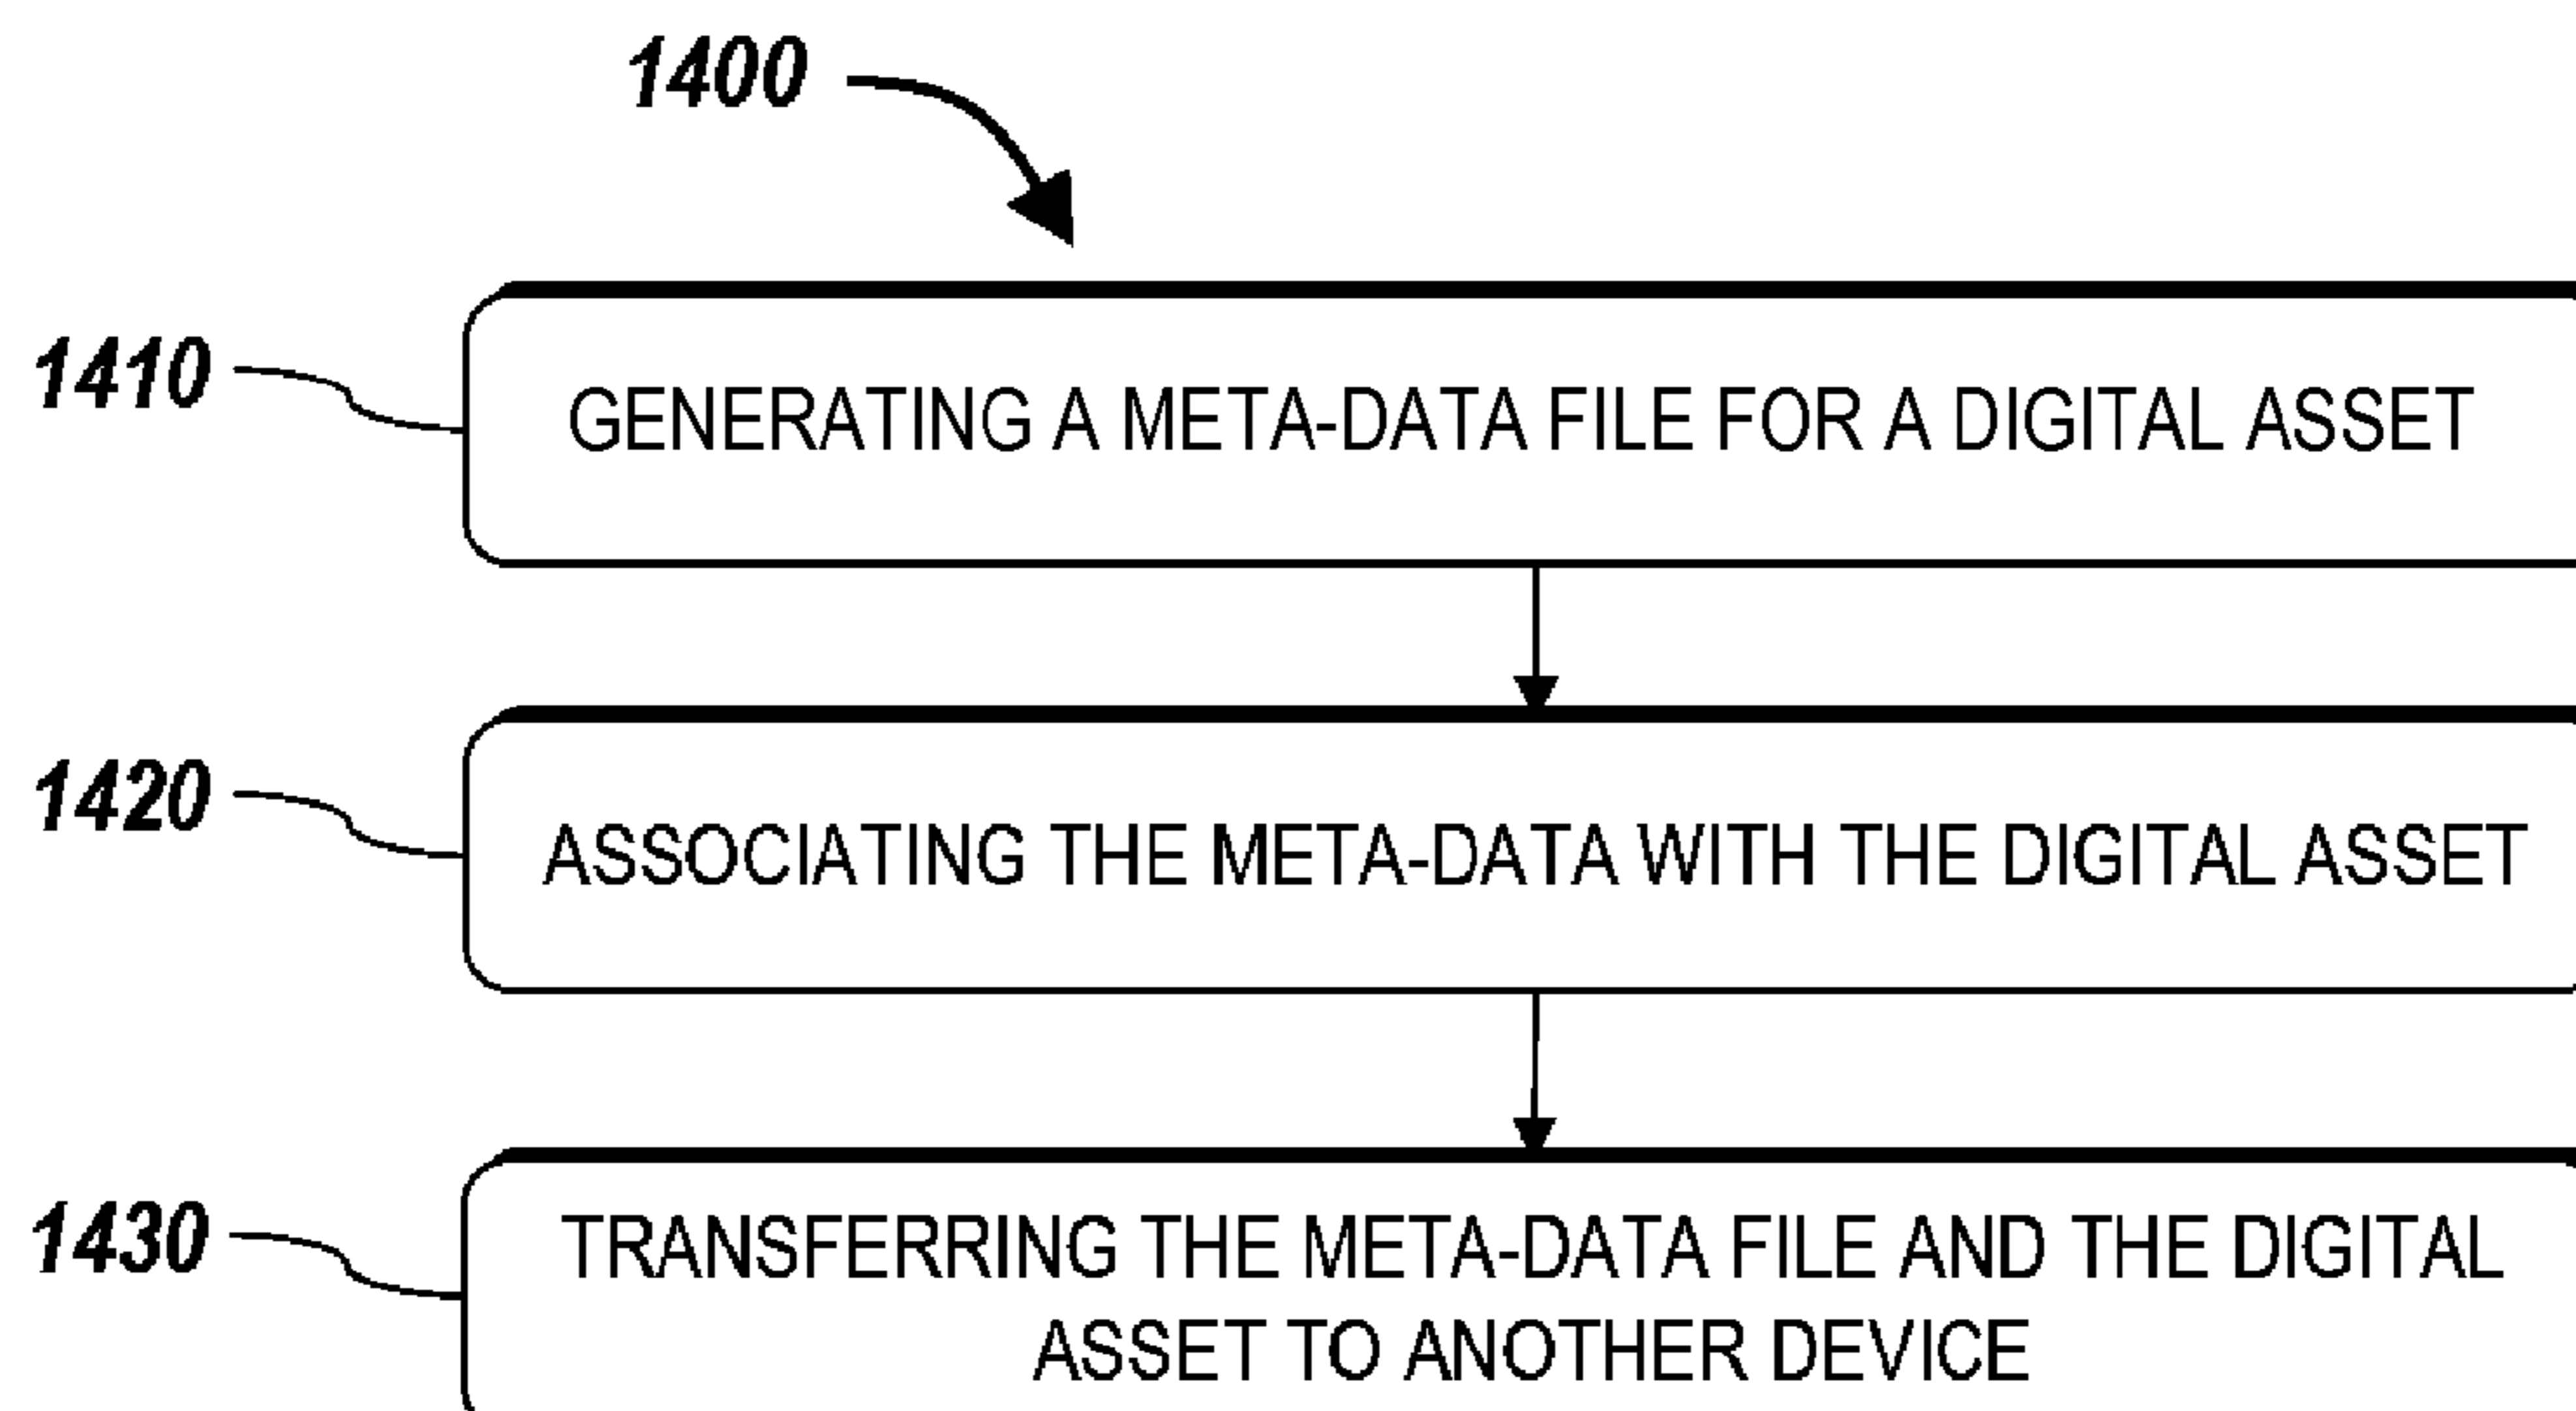 1400
1410
GENERATING A META-DATA FILE FOR A DIGITAL ASSET
1420
ASSOCIATING THE META-DATA WITH THE DIGITAL ASSET
1430
TRANSFERRING THE META-DATA FILE AND THE DIGITAL
ASSET TO ANOTHER DEVICE